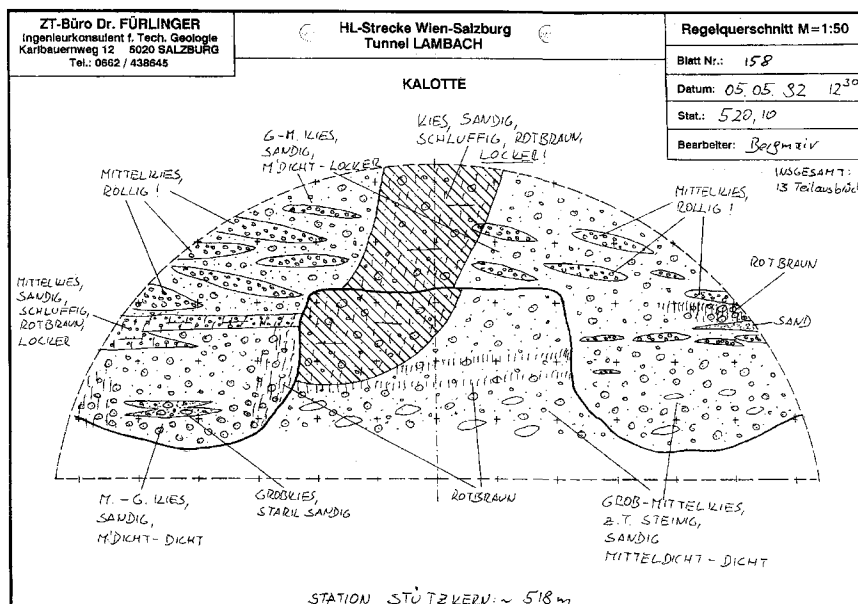 ZT-Büro Dr. FÜRLINGER
Ingenieurkonsulent f. Tech. Geologie
Karlbauernweg 12 5020 SALZBURG
Tel.: 0662 / 438645
HL-Strecke Wien-Salzburg
Tunnel LAMBACH
Regelquerschnitt M=1:50
Blatt Nr.: 158
Datum: 05.05.92 12³⁰
Stat.: 520,10
Bearbeiter: Bergmair
INSGESAMT:
13 Teilausbrüche
KALOTTE
G-M. KIES,
SANDIG,
M'DICHT-LOCKER
KIES, SANDIG,
SCHLUFFIG, ROTBRAUN,
LOCKER!
MITTELKIES,
ROLLIG!
MITTELKIES,
ROLLIG!
ROTBRAUN
SAND
MITTELKIES,
SANDIG,
SCHLUFFIG,
ROTBRAUN,
LOCKER
M.-G. KIES,
SANDIG,
M'DICHT-DICHT
GROBKIES,
STARK SANDIG
ROTBRAUN
GROB-MITTELKIES,
Z.T. STEINIG,
SANDIG
MITTELDICHT-DICHT
STATION STÜTZKERN: ~ 518m